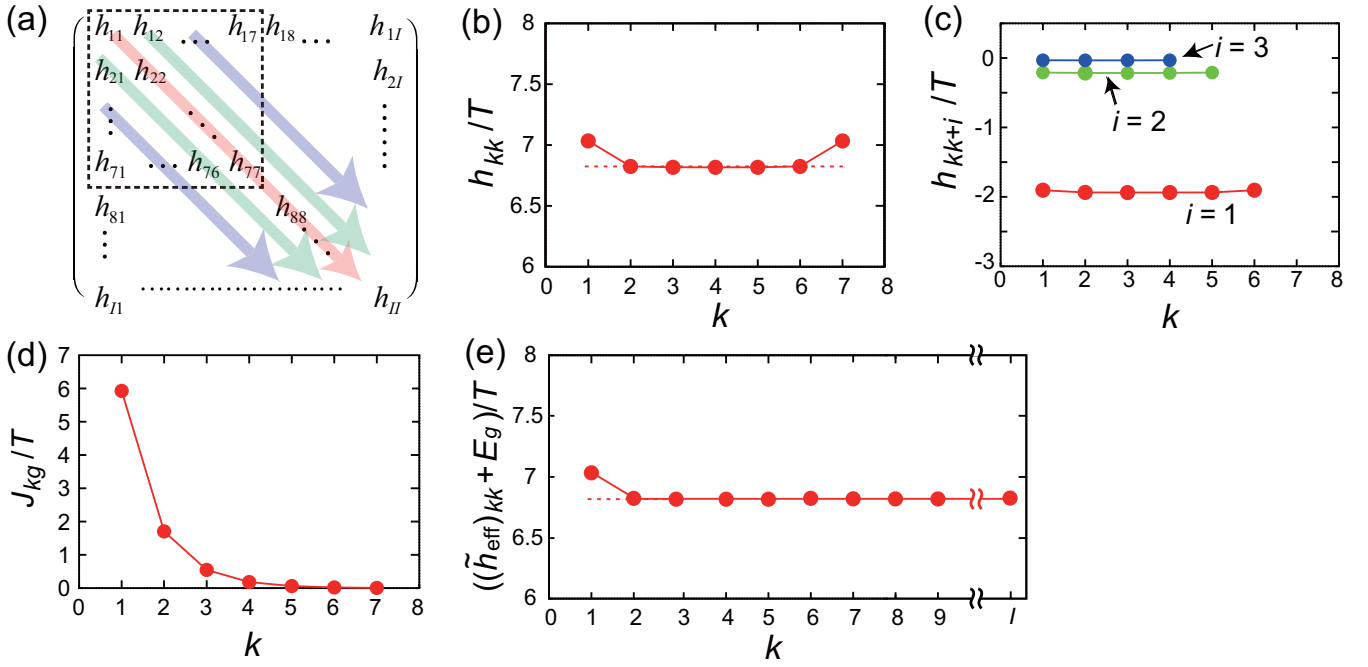 (a)
h₁₁ h₁₂ ... h₁₇ h₁₈ ... h₁I
h₂₁ h₂₂ h₂I
h₇₁ ... h₇₆ h₇₇
h₈₁ h₈₈
hI1 hII
(b)
8
7.5
7
6.5
6
hkk/T
0 1 2 3 4 5 6 7 8
k
(c)
0
-1
-2
-3
hkk+i/T
i = 3
i = 2
i = 1
0 1 2 3 4 5 6 7 8
k
(d)
7
6
5
4
3
2
1
0
Jkg/T
0 1 2 3 4 5 6 7 8
k
(e)
8
7.5
7
6.5
6
((h̃eff)kk+Eg)/T
0 1 2 3 4 5 6 7 8 9 I
k